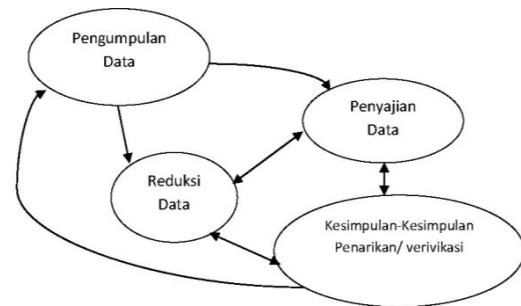 Pengumpulan
Data
Penyajian
Data
Reduksi
Data
Kesimpulan-Kesimpulan
Penarikan/ verivikasi